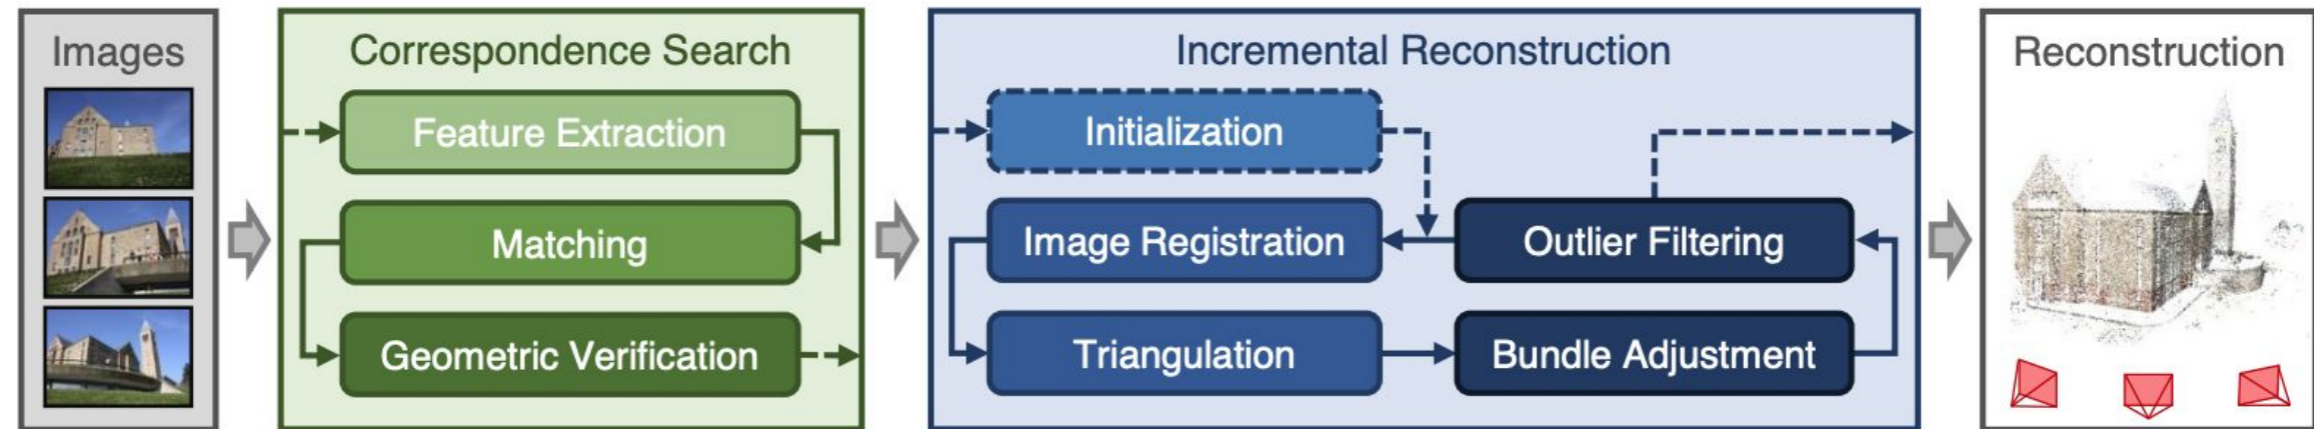 Images
Correspondence Search
Feature Extraction
Matching
Geometric Verification
Incremental Reconstruction
Initialization
Image Registration
Outlier Filtering
Triangulation
Bundle Adjustment
Reconstruction